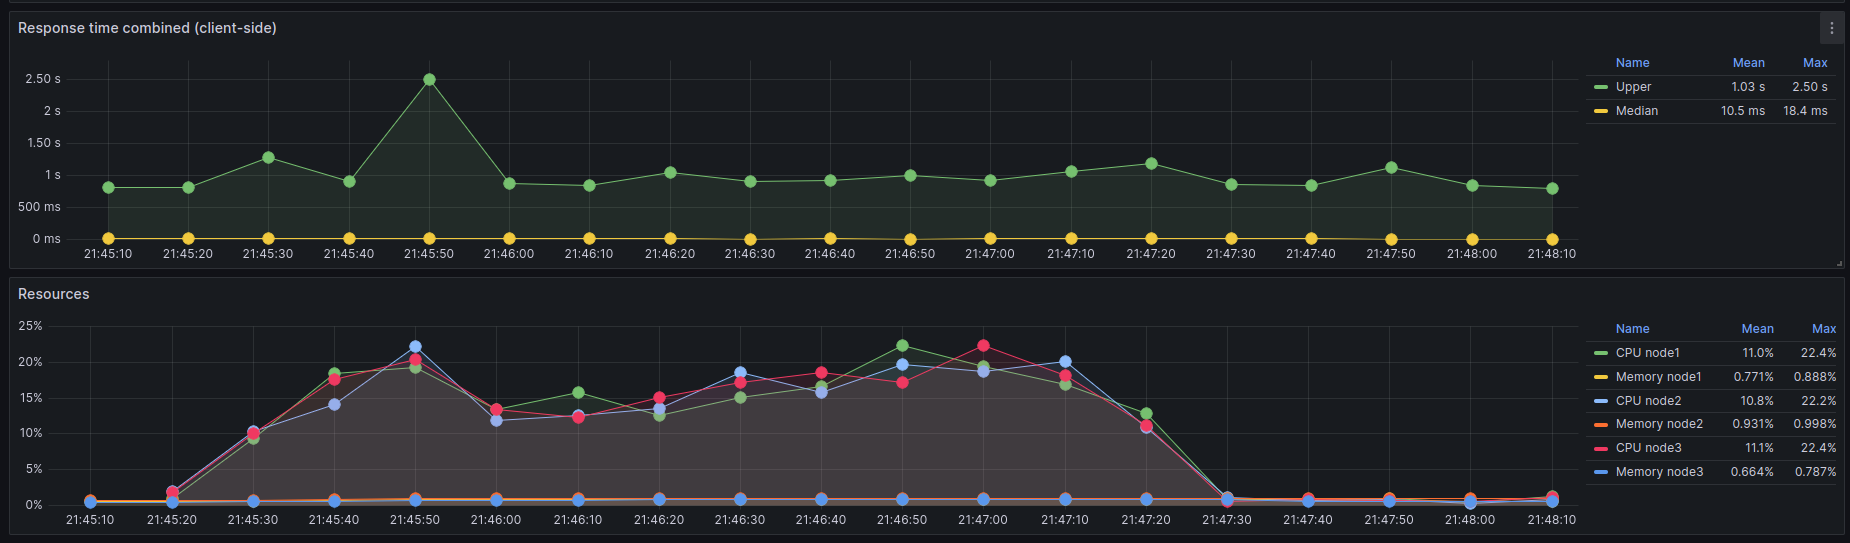 Response time combined (client-side)
Name Mean Max
2.50 s
Upper 1.03 s 2.50 s
2 s
Median 10.5 ms 18.4 ms
1.50 s
1 s
500 ms
0 ms
21:45:10 21:45:20 21:45:30 21:45:40 21:45:50 21:46:00 21:46:10 21:46:20 21:46:30 21:46:40 21:46:50 21:47:00 21:47:10 21:47:20 21:47:30 21:47:40 21:47:50 21:48:00 21:48:10
Resources
25%
Name Mean Max
CPU node1 11.0% 22.4%
20%
Memory node1 0.771% 0.888%
15%
CPU node2 10.8% 22.2%
Memory node2 0.931% 0.998%
10%
CPU node3 11.1% 22.4%
5%
Memory node3 0.664% 0.787%
0%
21:45:10 21:45:20 21:45:30 21:45:40 21:45:50 21:46:00 21:46:10 21:46:20 21:46:30 21:46:40 21:46:50 21:47:00 21:47:10 21:47:20 21:47:30 21:47:40 21:47:50 21:48:00 21:48:10